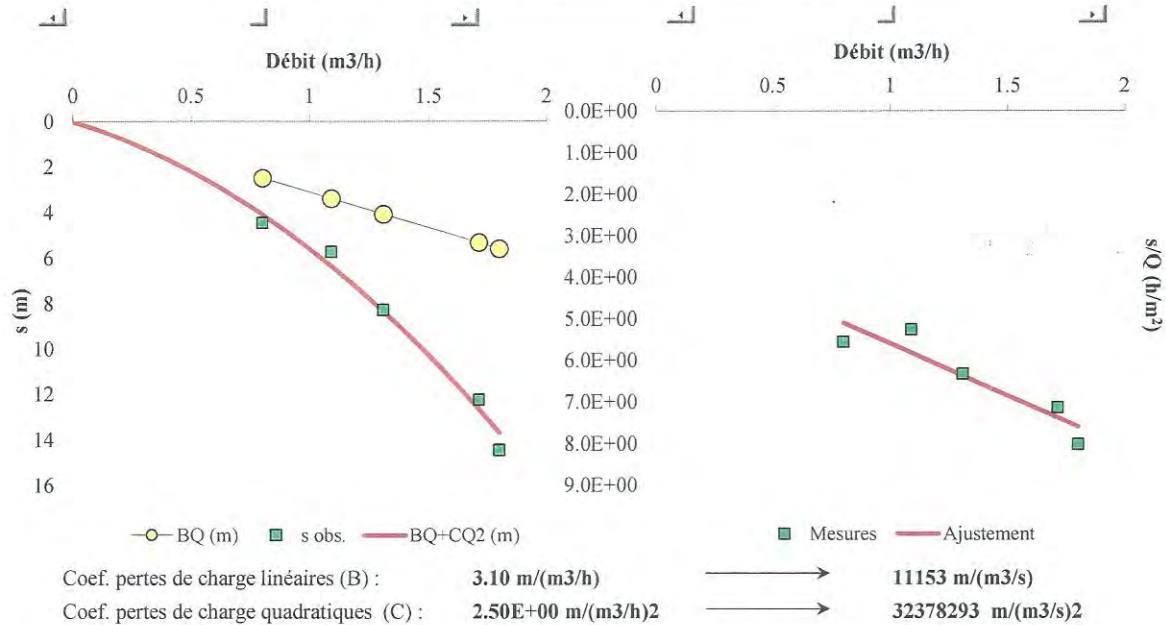 Débit (m3/h)
0 0.5 1 1.5 2
0
2
4
6
8
10
12
14
16
s (m)
BQ (m) s obs. BQ+CQ2 (m)
Débit (m3/h)
0 0.5 1 1.5 2
0.0E+00
1.0E+00
2.0E+00
3.0E+00
4.0E+00
5.0E+00
6.0E+00
7.0E+00
8.0E+00
9.0E+00
s/Q (h/m²)
Mesures Ajustement
Coef. pertes de charge linéaires (B) : 3.10 m/(m3/h) 11153 m/(m3/s)
Coef. pertes de charge quadratiques (C) : 2.50E+00 m/(m3/h)2 32378293 m/(m3/s)2